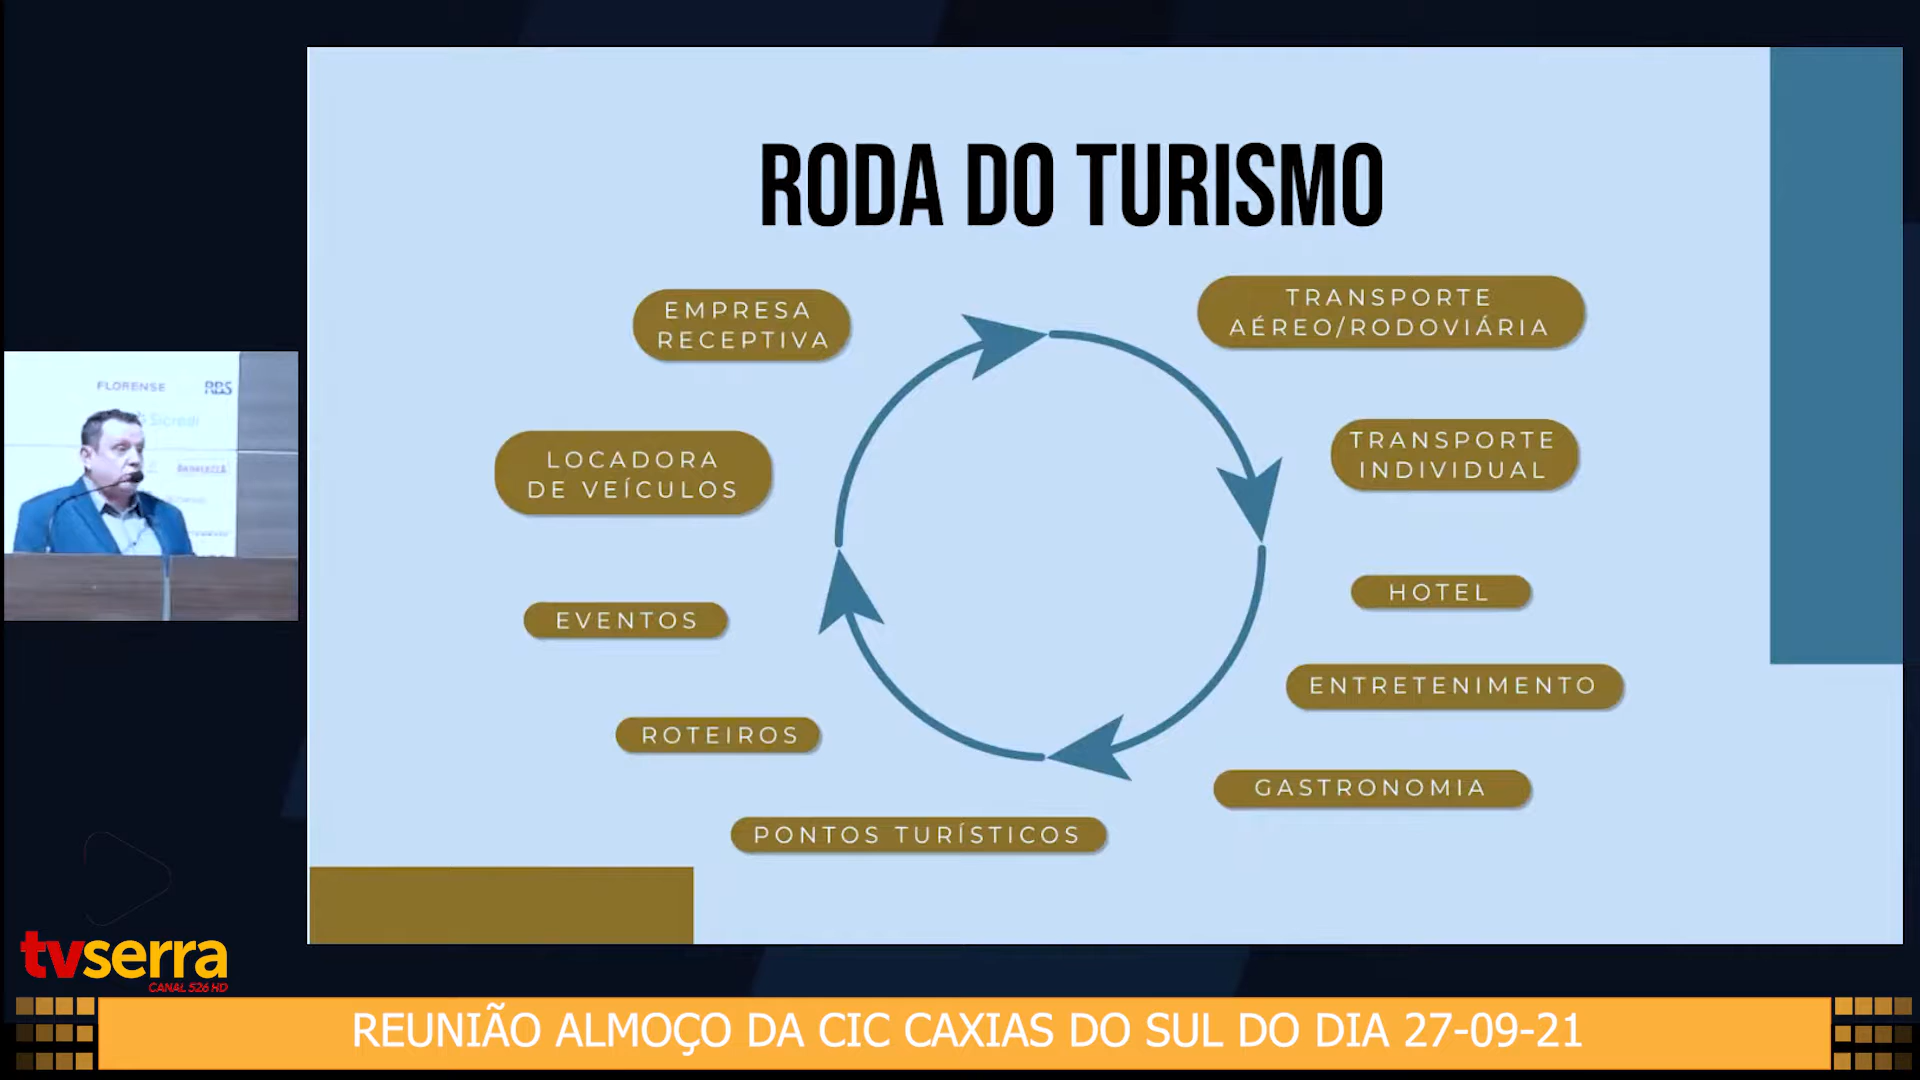 RODA DO TURISMO
EMPRESA
RECEPTIVA
TRANSPORTE
AÉREO/RODOVIÁRIA
LOCADORA
DE VEÍCULOS
TRANSPORTE
INDIVIDUAL
EVENTOS
HOTEL
ROTEIROS
ENTRETENIMENTO
PONTOS TURÍSTICOS
GASTRONOMIA
FLORENSE
RBS
Sicredi
tvserra
CANAL 526 HD
REUNIÃO ALMOÇO DA CIC CAXIAS DO SUL DO DIA 27-09-21